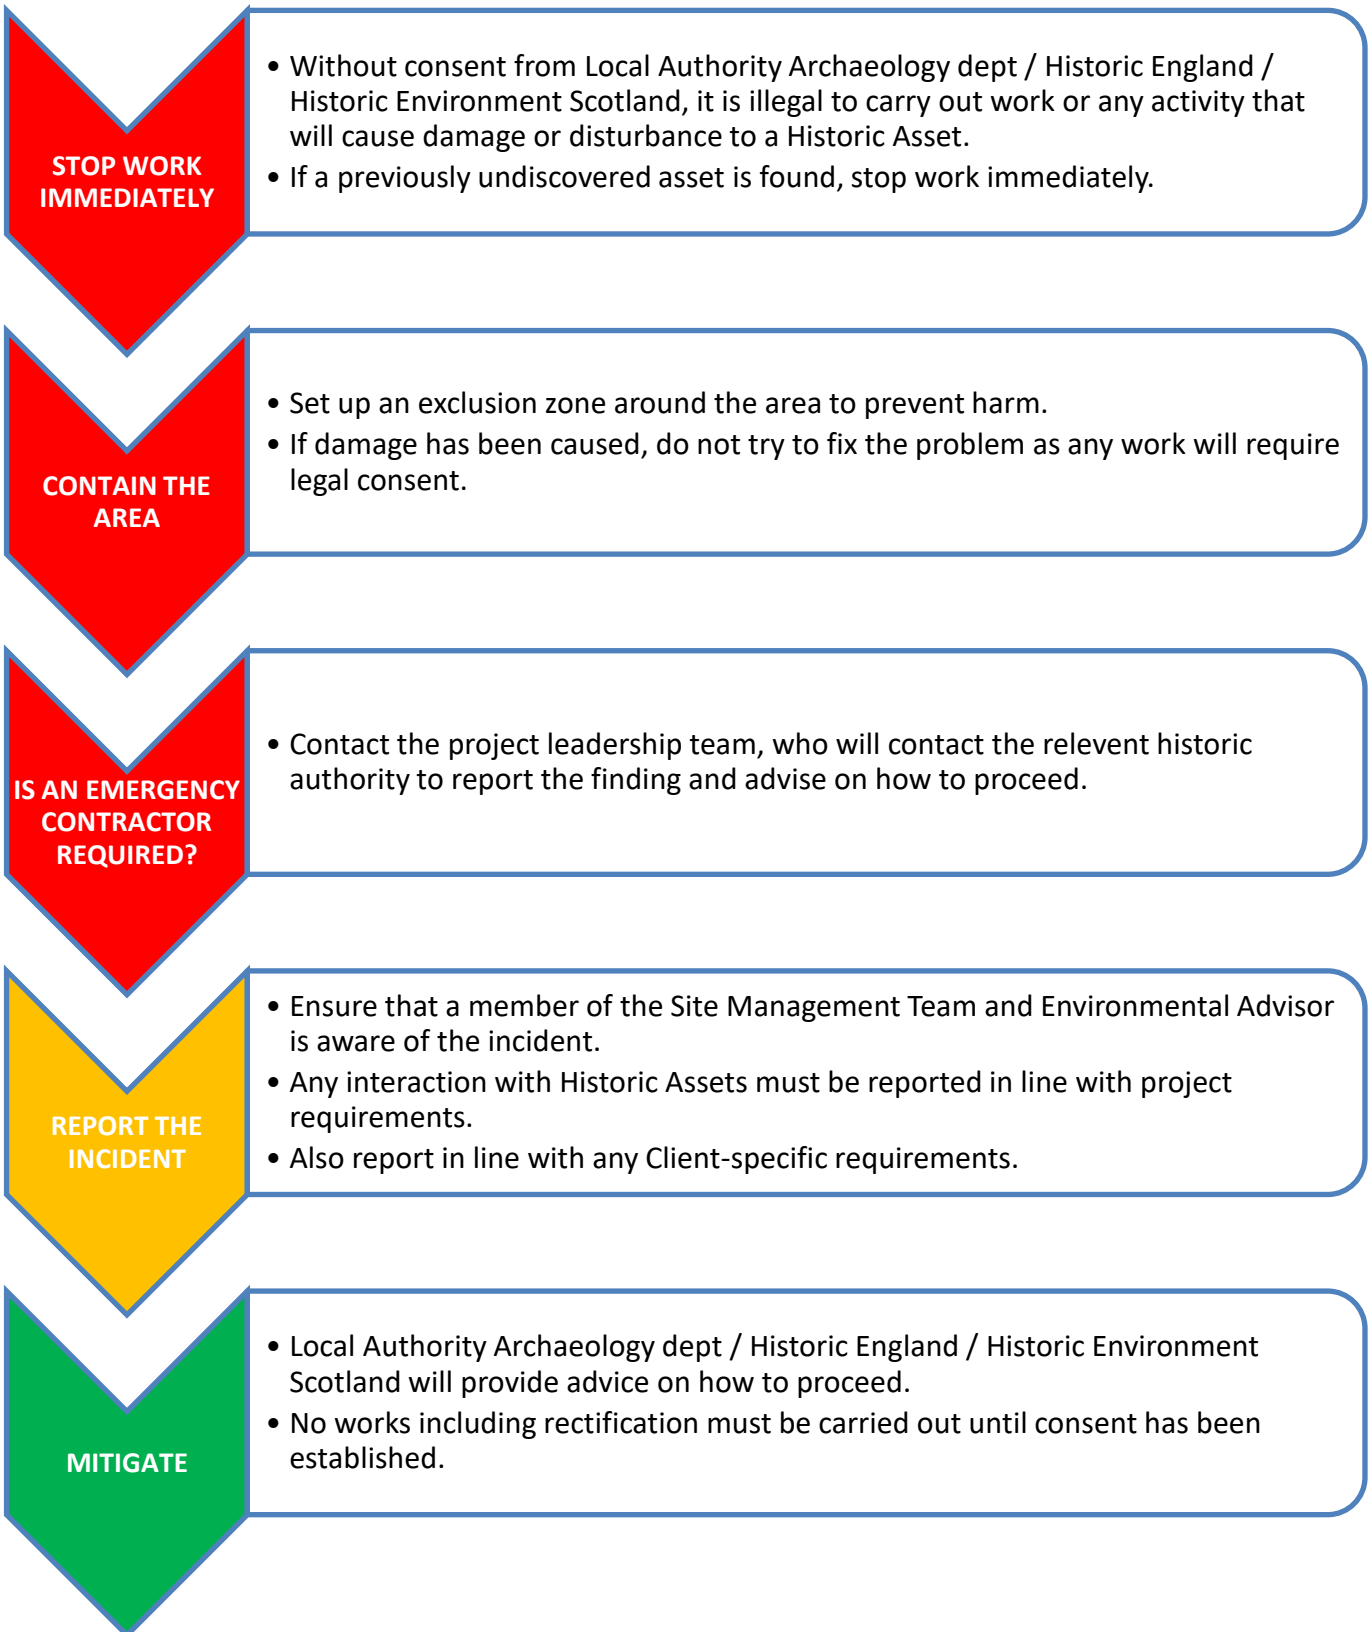 STOP WORK
IMMEDIATELY
• Without consent from Local Authority Archaeology dept / Historic England /
Historic Environment Scotland, it is illegal to carry out work or any activity that
will cause damage or disturbance to a Historic Asset.
• If a previously undiscovered asset is found, stop work immediately.
CONTAIN THE
AREA
• Set up an exclusion zone around the area to prevent harm.
• If damage has been caused, do not try to fix the problem as any work will require
legal consent.
IS AN EMERGENCY
CONTRACTOR
REQUIRED?
• Contact the project leadership team, who will contact the relevent historic
authority to report the finding and advise on how to proceed.
REPORT THE
INCIDENT
• Ensure that a member of the Site Management Team and Environmental Advisor
is aware of the incident.
• Any interaction with Historic Assets must be reported in line with project
requirements.
• Also report in line with any Client-specific requirements.
MITIGATE
• Local Authority Archaeology dept / Historic England / Historic Environment
Scotland will provide advice on how to proceed.
• No works including rectification must be carried out until consent has been
established.